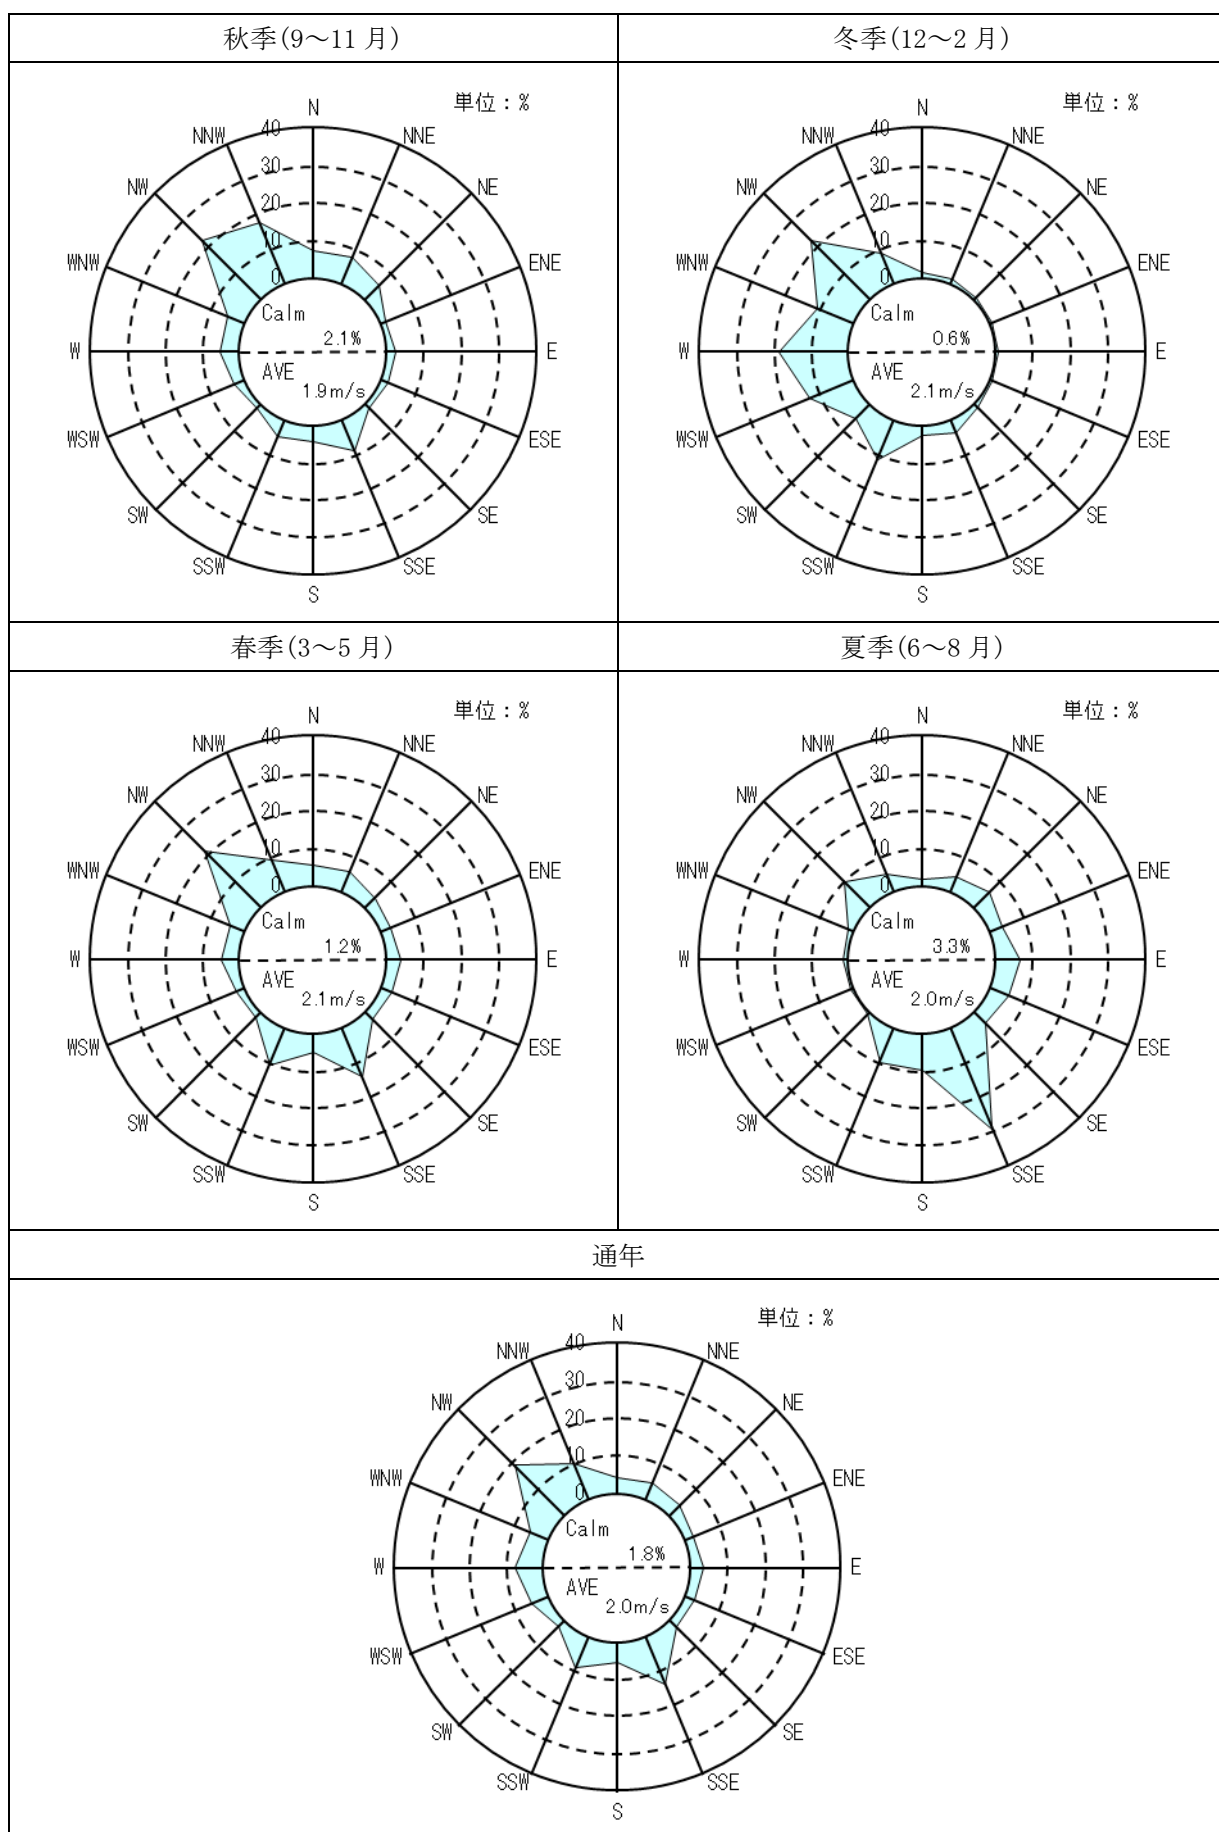 秋季(9～11月)
単位：%
N
NNW
40
NNE
30
NW
NE
20
10
WNW
ENE
0
Calm
2.1%
W
E
AVE
1.9m/s
WSW
ESE
SW
SE
SSW
SSE
S
冬季(12～2月)
単位：%
N
NNW
40
NNE
30
NW
NE
20
10
WNW
ENE
0
Calm
0.6%
W
E
AVE
2.1m/s
WSW
ESE
SW
SE
SSW
SSE
S
春季(3～5月)
単位：%
N
NNW
40
NNE
30
NW
NE
20
10
WNW
ENE
0
Calm
1.2%
W
E
AVE
2.1m/s
WSW
ESE
SW
SE
SSW
SSE
S
夏季(6～8月)
単位：%
N
NNW
40
NNE
30
NW
NE
20
10
WNW
ENE
0
Calm
3.3%
W
E
AVE
2.0m/s
WSW
ESE
SW
SE
SSW
SSE
S
通年
単位：%
N
NNW
40
NNE
30
NW
NE
20
10
WNW
ENE
0
Calm
1.8%
W
E
AVE
2.0m/s
WSW
ESE
SW
SE
SSW
SSE
S